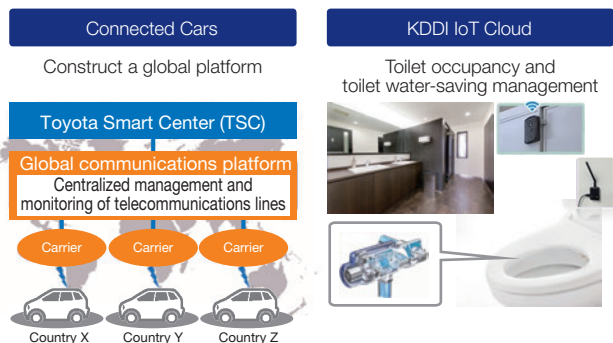 Connected Cars
Construct a global platform
Toyota Smart Center (TSC)
Global communications platform
Centralized management and
monitoring of telecommunications lines
Carrier
Carrier
Carrier
Country X
Country Y
Country Z
KDDI IoT Cloud
Toilet occupancy and
toilet water-saving management